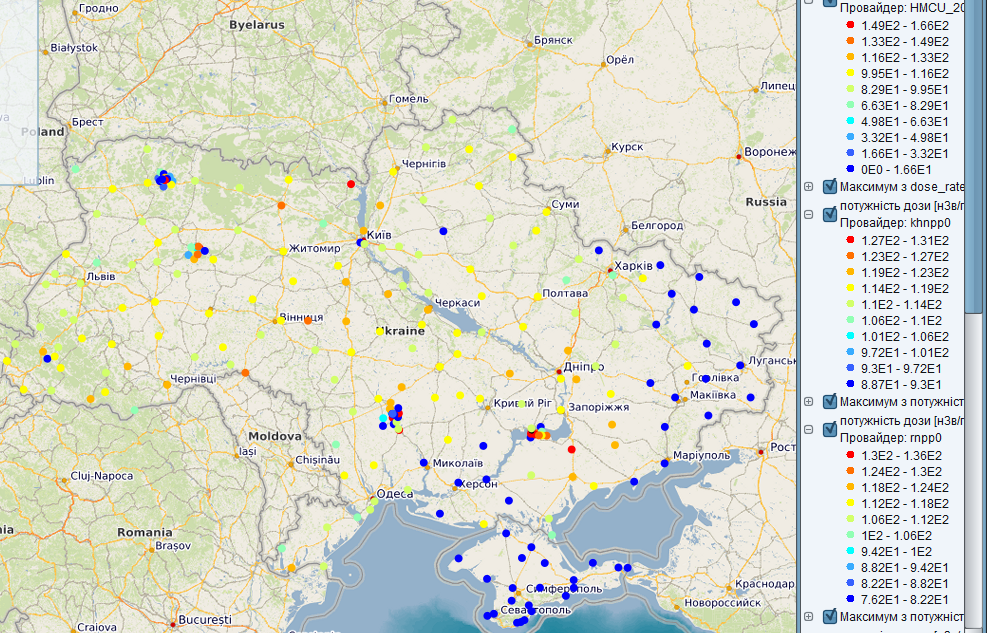 Гродно
Byelarus
Białystok
Брянск
Орёл
Гомель
Липец
Брест
Poland
Lublin
Чернігів
Курск
Воронеж
Суми
Russia
Белгород
Київ
Житомир
Харків
Львів
Полтава
Черкаси
Вінниця
Ukraine
Луганськ
Дніпро
Горлівка
Чернівці
Макіївка
Кривий Ріг
Запоріжжя
Moldova
Iași
Chișinău
Маріуполь
Рост
Миколаїв
Cluj-Napoca
Херсон
Одеса
Romania
Brașov
Краснодар
Симферополь
Новороссийск
Севастополь
București
Craiova
Провайдер: HMCU_20
1.49E2 - 1.66E2
1.33E2 - 1.49E2
1.16E2 - 1.33E2
9.95E1 - 1.16E2
8.29E1 - 9.95E1
6.63E1 - 8.29E1
4.98E1 - 6.63E1
3.32E1 - 4.98E1
1.66E1 - 3.32E1
0E0 - 1.66E1
Максимум з dose_rate
потужність дози [нЗв/г
Провайдер: khnpp0
1.27E2 - 1.31E2
1.23E2 - 1.27E2
1.19E2 - 1.23E2
1.14E2 - 1.19E2
1.1E2 - 1.14E2
1.06E2 - 1.1E2
1.01E2 - 1.06E2
9.72E1 - 1.01E2
9.3E1 - 9.72E1
8.87E1 - 9.3E1
Максимум з потужніст
потужність дози [нЗв/г
Провайдер: rnpp0
1.3E2 - 1.36E2
1.24E2 - 1.3E2
1.18E2 - 1.24E2
1.12E2 - 1.18E2
1.06E2 - 1.12E2
1E2 - 1.06E2
9.42E1 - 1E2
8.82E1 - 9.42E1
8.22E1 - 8.82E1
7.62E1 - 8.22E1
Максимум з потужніст